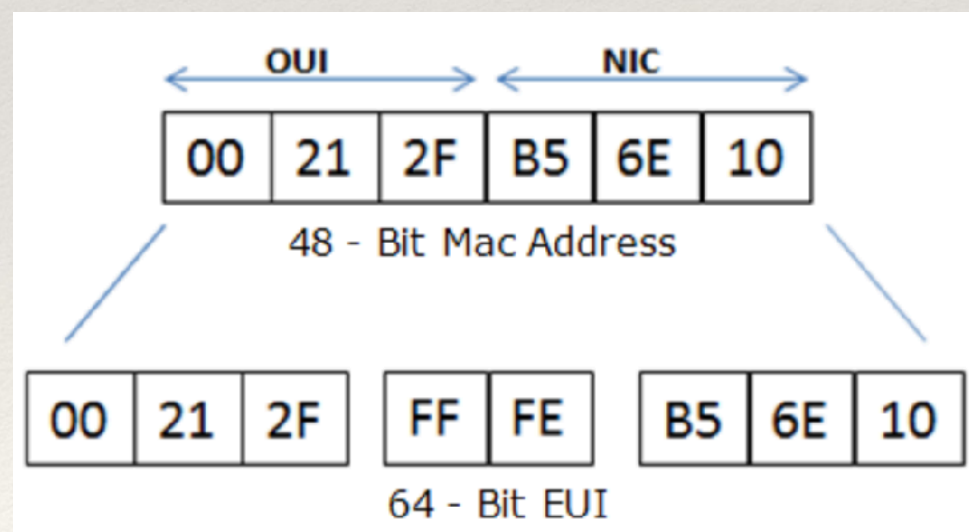 OUI NIC
00 21 2F B5 6E 10
48 - Bit Mac Address
00 21 2F FF FE B5 6E 10
64 - Bit EUI